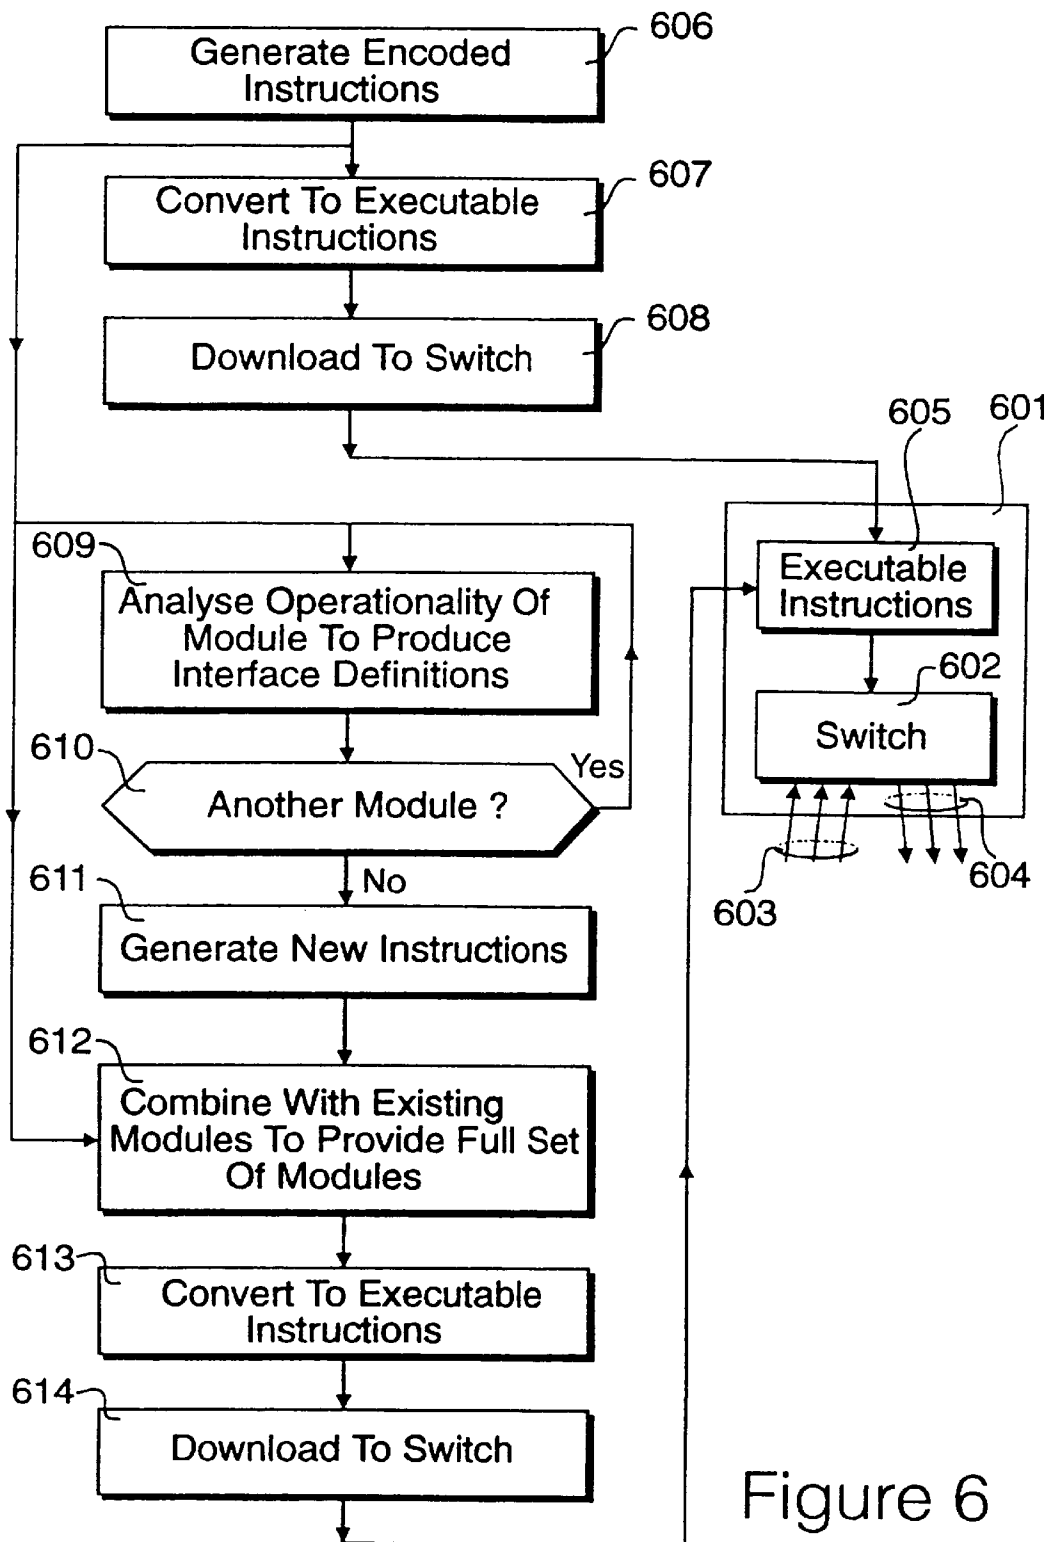 606
Generate Encoded
Instructions
607
Convert To Executable
Instructions
608
Download To Switch
605
601
Executable
Instructions
602
Switch
603
604
609
Analyse Operationality Of
Module To Produce
Interface Definitions
610
Another Module ?
Yes
No
611
Generate New Instructions
612
Combine With Existing
Modules To Provide Full Set
Of Modules
613
Convert To Executable
Instructions
614
Download To Switch
Figure 6